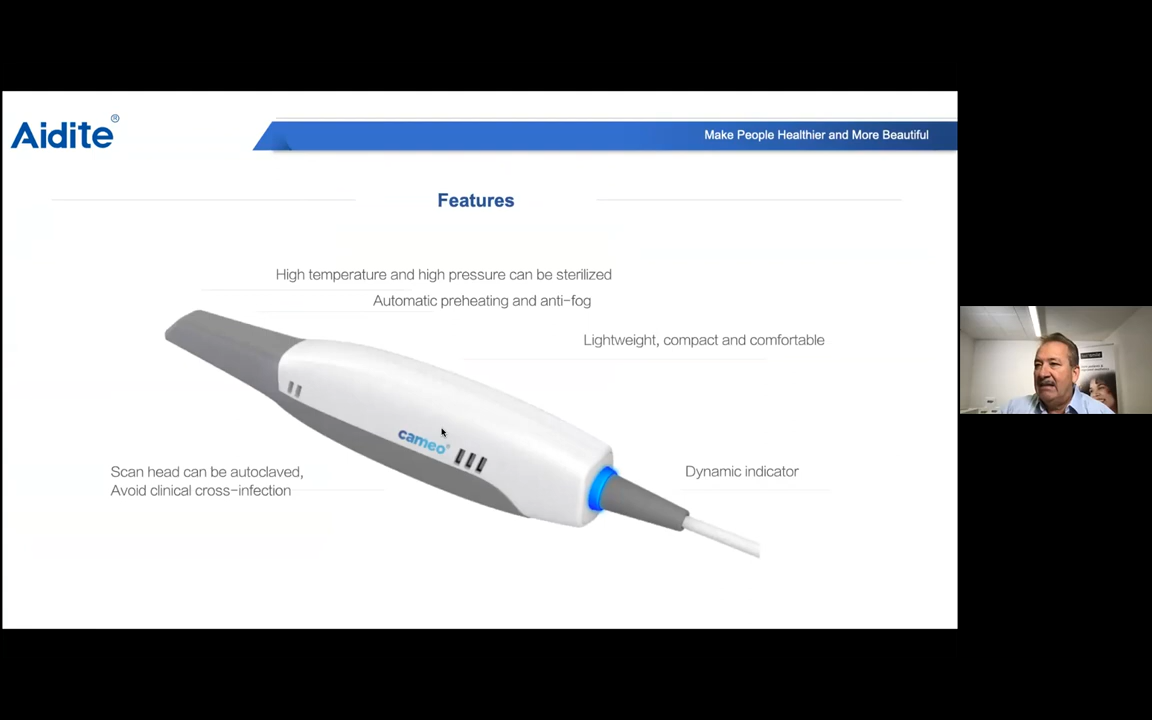 Aidite®
Make People Healthier and More Beautiful
Features
High temperature and high pressure can be sterilized
Automatic preheating and anti-fog
Lightweight, compact and comfortable
cameo®
Scan head can be autoclaved,
Avoid clinical cross-infection
Dynamic indicator